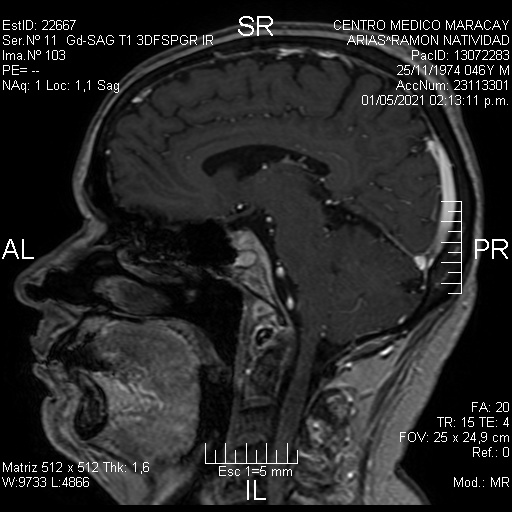 EstID: 22667
Ser.Nº 11 Gd-SAG T1 3DFSPGR IR
Ima.Nº 103
PE= --
NAq: 1 Loc: 1,1 Sag
SR
CENTRO MEDICO MARACAY
ARIAS^RAMON NATIVIDAD
PacID: 13072283
25/11/1974 046Y M
AccNum: 23113301
01/05/2021 02:13:11 p.m.
AL
PR
FA: 20
TR: 15 TE: 4
FOV: 25 x 24,9 cm
Ref.: 0
Matriz 512 x 512 Thk: 1,6
W:9733 L:4866
Esc 1=5 mm
IL
Mod.: MR